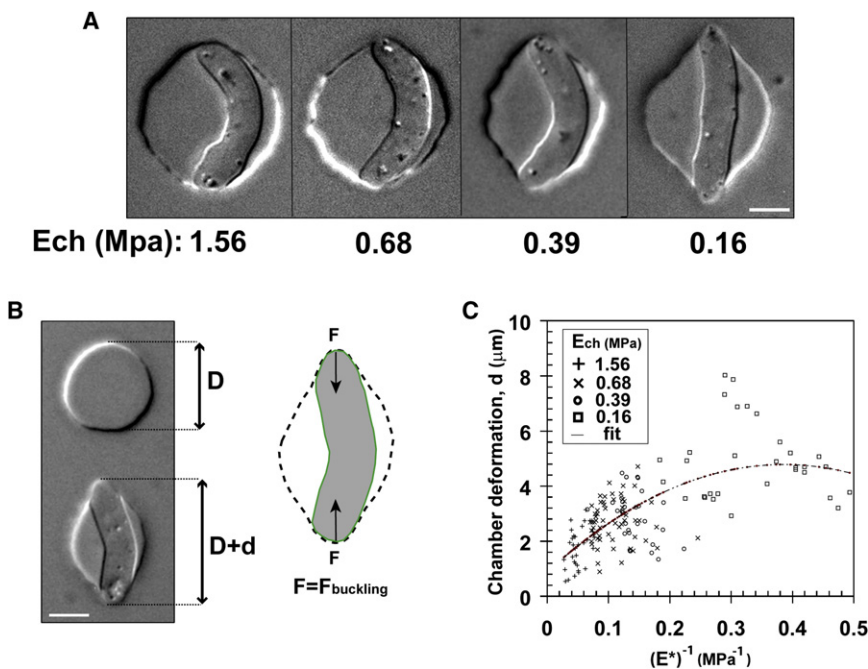 A
Ech (Mpa): 1.56 0.68 0.39 0.16
B
D
D+d
F
F
F=Fbuckling
C
Chamber deformation, d (μm)
10
8
6
4
2
0
Ech (MPa)
+ 1.56
× 0.68
o 0.39
□ 0.16
— fit
0 0.1 0.2 0.3 0.4 0.5
(E*)⁻¹ (MPa⁻¹)